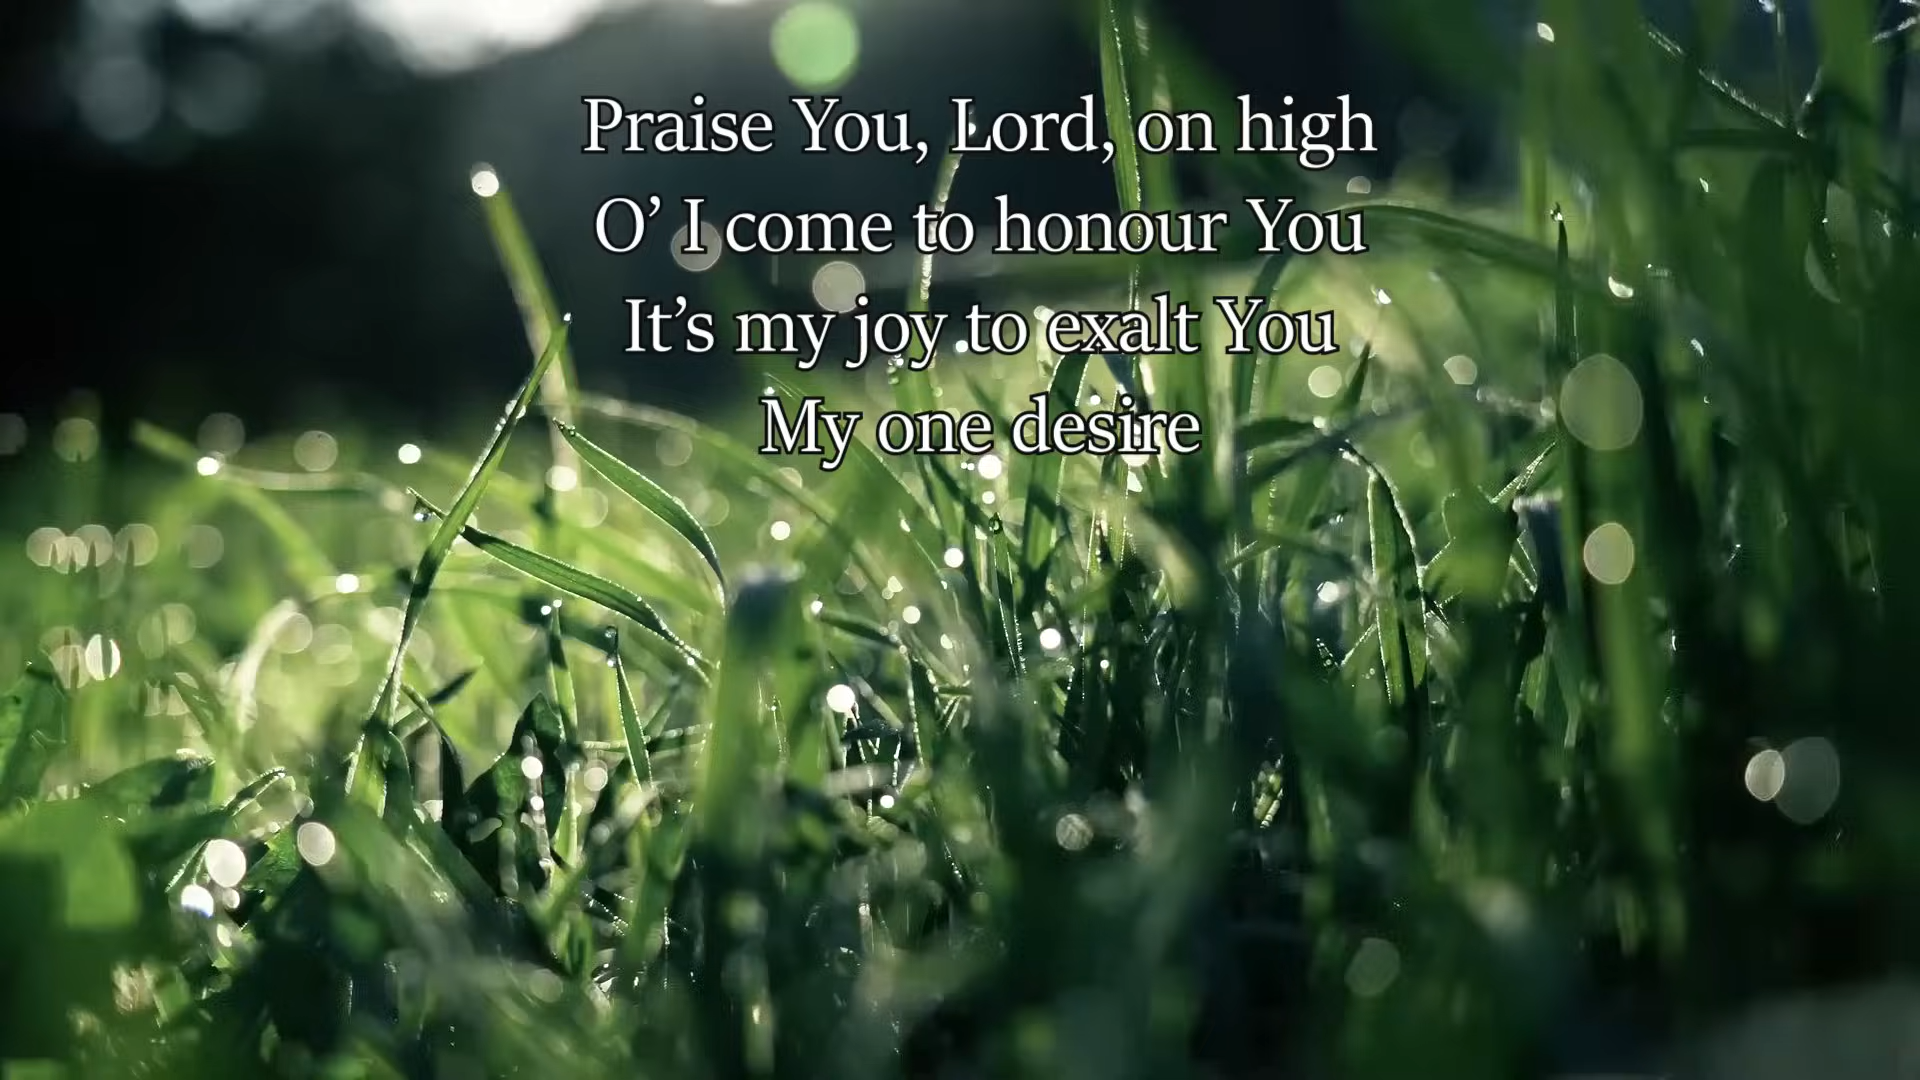 Praise You, Lord, on high
O’ I come to honour You
It’s my joy to exalt You
My one desire